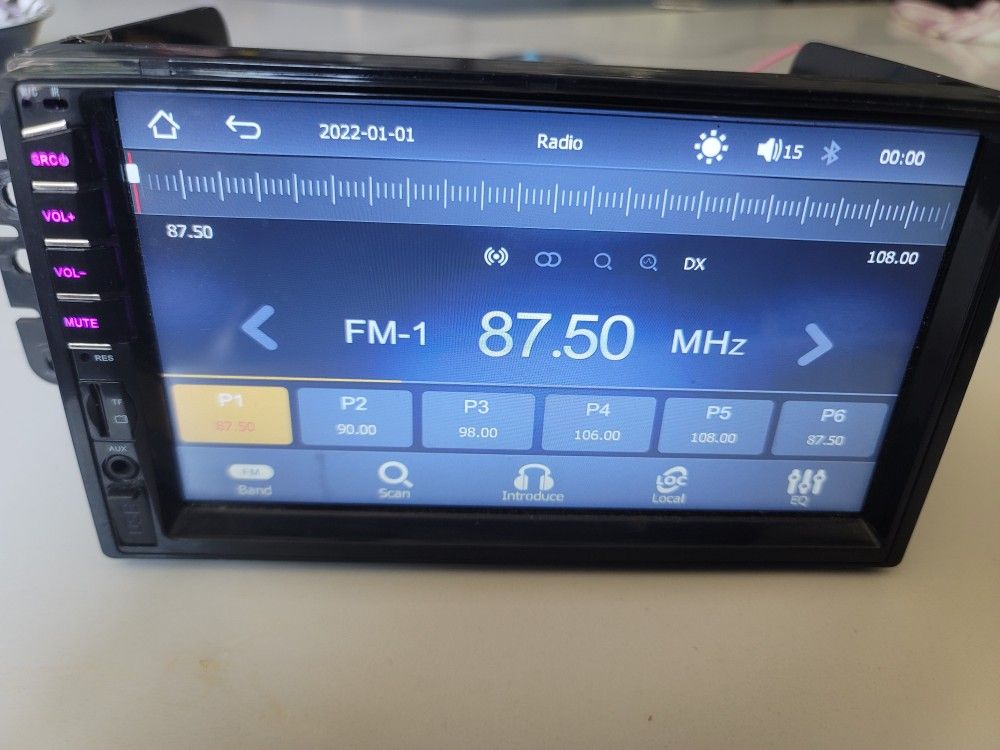 MIC IR
SRC
VOL+
VOL-
MUTE
RES
TF
AUX
2022-01-01 Radio 15 00:00
87.50 108.00
DX
FM-1 87.50 MHz
P1 P2 P3 P4 P5 P6
87.50 90.00 98.00 106.00 108.00 87.50
FM LOC
Band Scan Introduce Local EQ